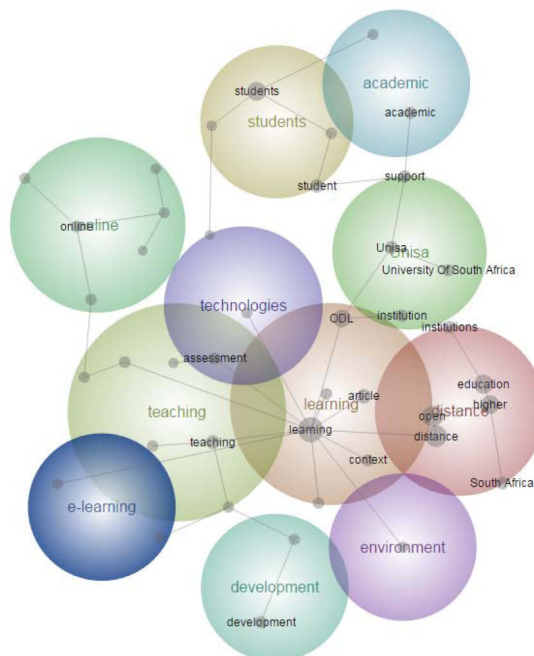 academic
students
academic
students
support
student
online
online
Unisa
Unisa
University Of South Africa
technologies
ODL
institution
institutions
assessment
education
article
learning
higher
teaching
open
distance
learning
distance
teaching
context
South Africa
e-learning
environment
development
development